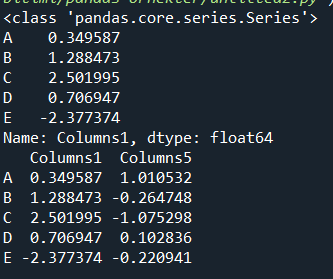 <class 'pandas.core.series.Series'>
A    0.349587
B    1.288473
C    2.501995
D    0.706947
E   -2.377374
Name: Columns1, dtype: float64
   Columns1  Columns5
A  0.349587  1.010532
B  1.288473 -0.264748
C  2.501995 -1.075298
D  0.706947  0.102836
E -2.377374 -0.220941